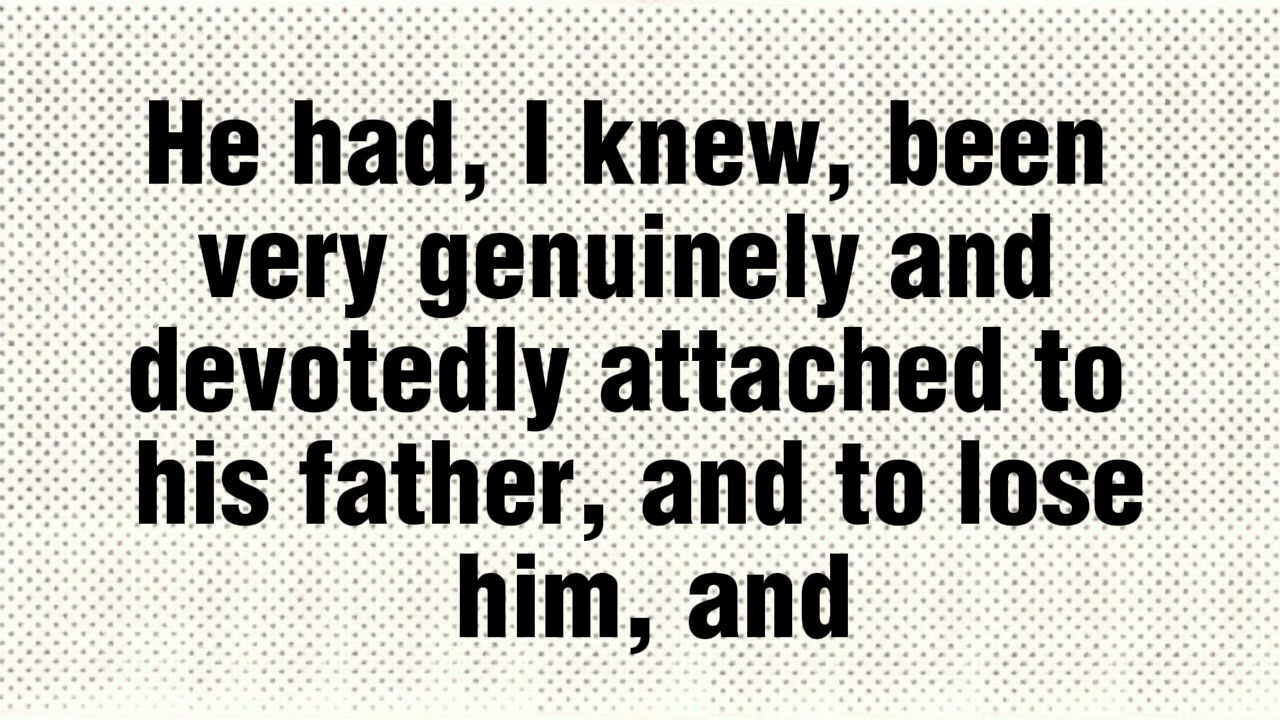 He had, I knew, been
very genuinely and
devotedly attached to
his father, and to lose
him, and